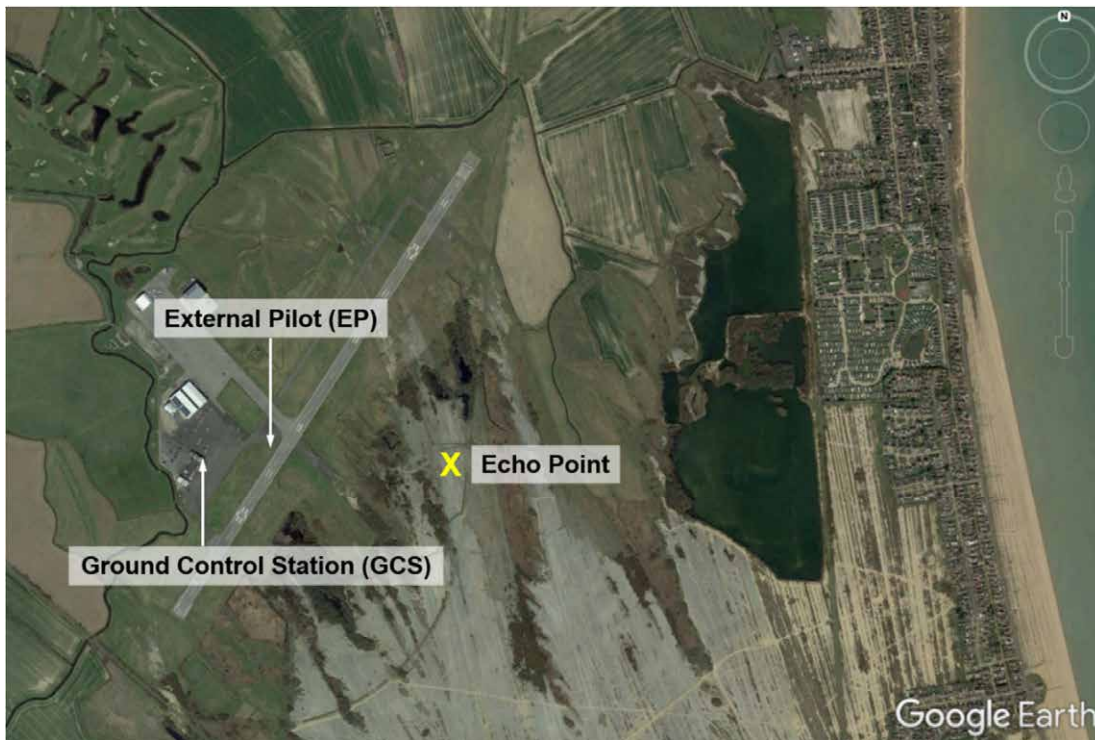 N
External Pilot (EP)
X
Echo Point
Ground Control Station (GCS)
Google Earth